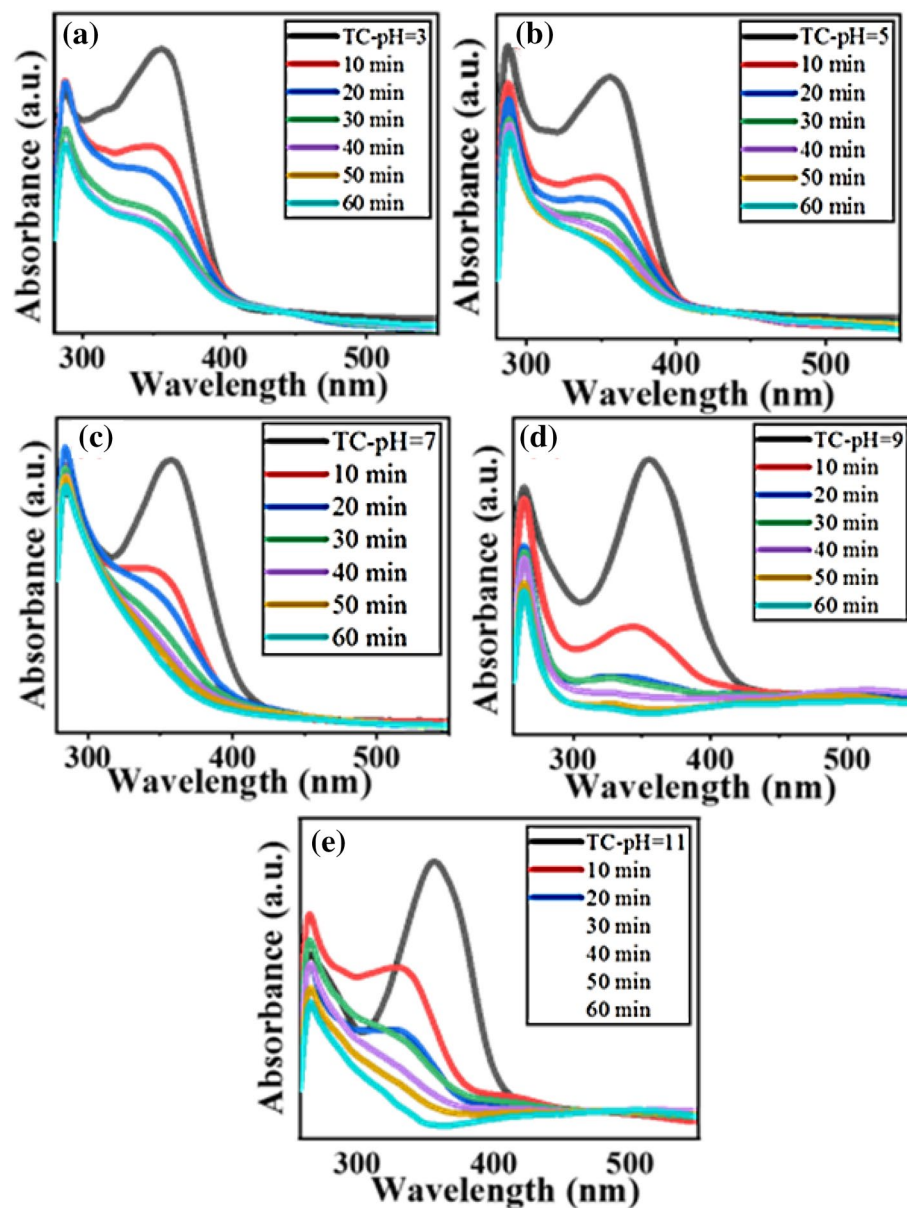 (a)
TC-pH=3
10 min
20 min
30 min
40 min
50 min
60 min
Absorbance (a.u.)
300 400 500
Wavelength (nm)
(b)
TC-pH=5
10 min
20 min
30 min
40 min
50 min
60 min
Absorbance (a.u.)
300 400 500
Wavelength (nm)
(c)
TC-pH=7
10 min
20 min
30 min
40 min
50 min
60 min
Absorbance (a.u.)
300 400 500
Wavelength (nm)
(d)
TC-pH=9
10 min
20 min
30 min
40 min
50 min
60 min
Absorbance (a.u.)
300 400 500
Wavelength (nm)
(e)
TC-pH=11
10 min
20 min
30 min
40 min
50 min
60 min
Absorbance (a.u.)
300 400 500
Wavelength (nm)